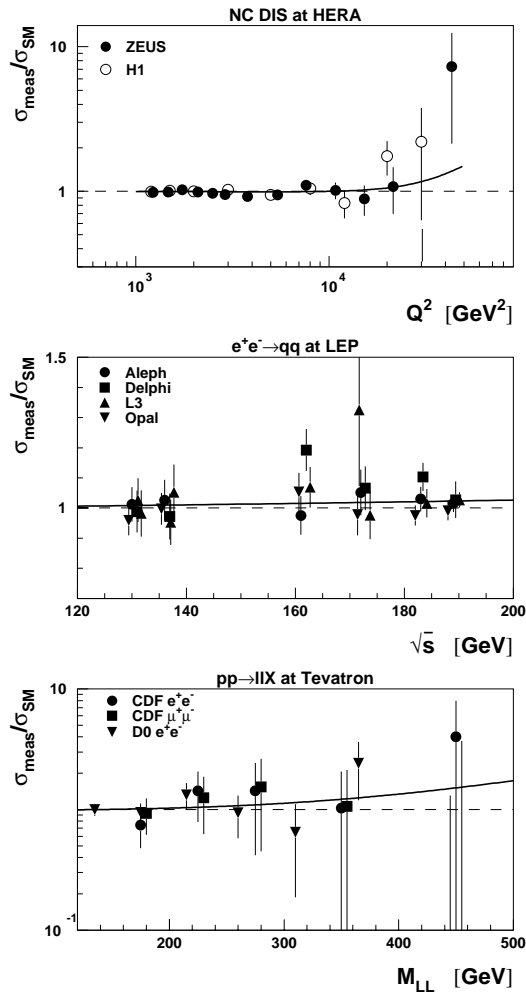 NC DIS at HERA
σmeas/σSM
10
1
ZEUS
H1
10³
10⁴
Q² [GeV²]
e⁺e⁻→qq at LEP
σmeas/σSM
1.5
1
Aleph
Delphi
L3
Opal
120 140 160 180 200
√s [GeV]
pp→llX at Tevatron
σmeas/σSM
10
10⁻¹
CDF e⁺e⁻
CDF μ⁺μ⁻
D0 e⁺e⁻
200 300 400 500
M_LL [GeV]